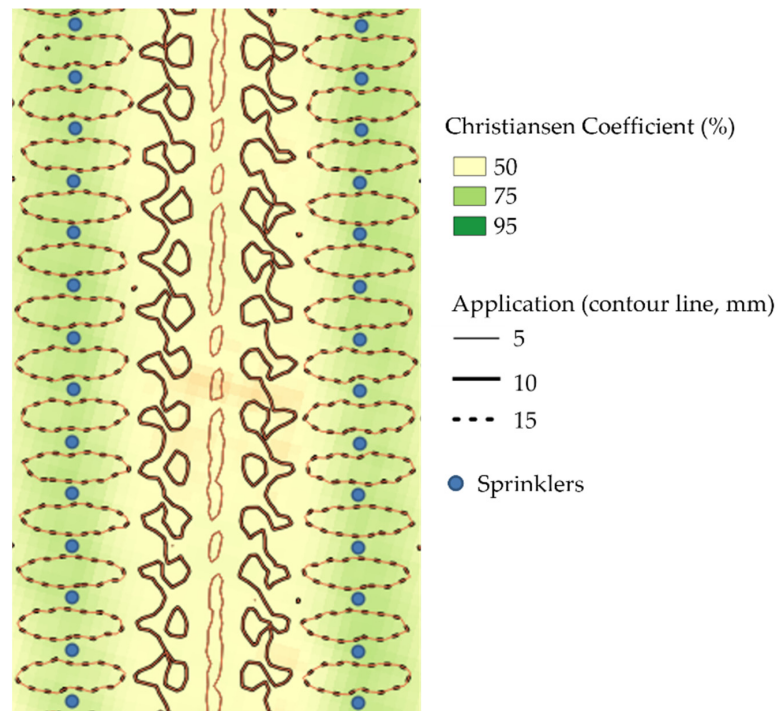 Christiansen Coefficient (%)
50
75
95
Application (contour line, mm)
5
10
15
Sprinklers